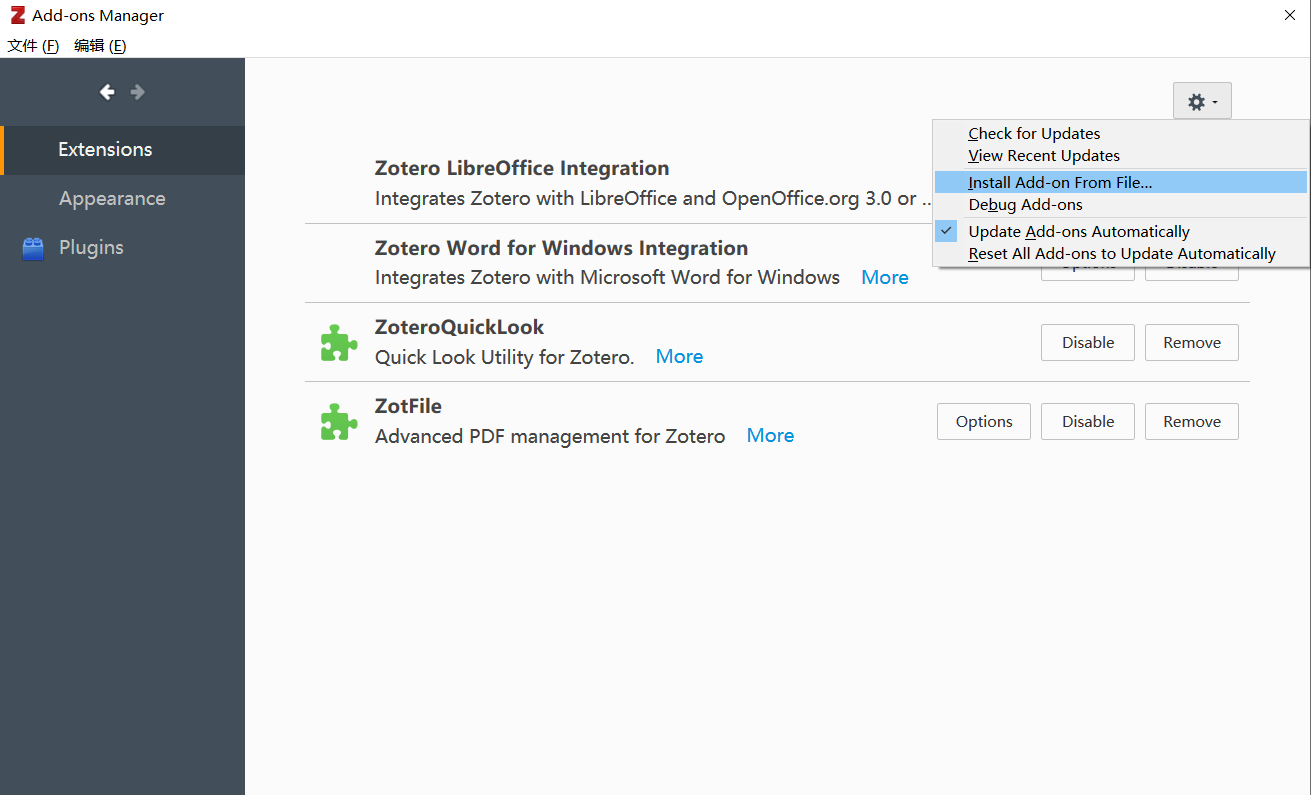 Add-ons Manager
文件 (F) 编辑 (E)
Extensions
Appearance
Plugins
Check for Updates
View Recent Updates
Install Add-on From File...
Debug Add-ons
Update Add-ons Automatically
Reset All Add-ons to Update Automatically
Zotero LibreOffice Integration
Integrates Zotero with LibreOffice and OpenOffice.org 3.0 or ...
Zotero Word for Windows Integration
Integrates Zotero with Microsoft Word for Windows More
ZoteroQuickLook
Quick Look Utility for Zotero. More
Disable Remove
ZotFile
Advanced PDF management for Zotero More
Options Disable Remove